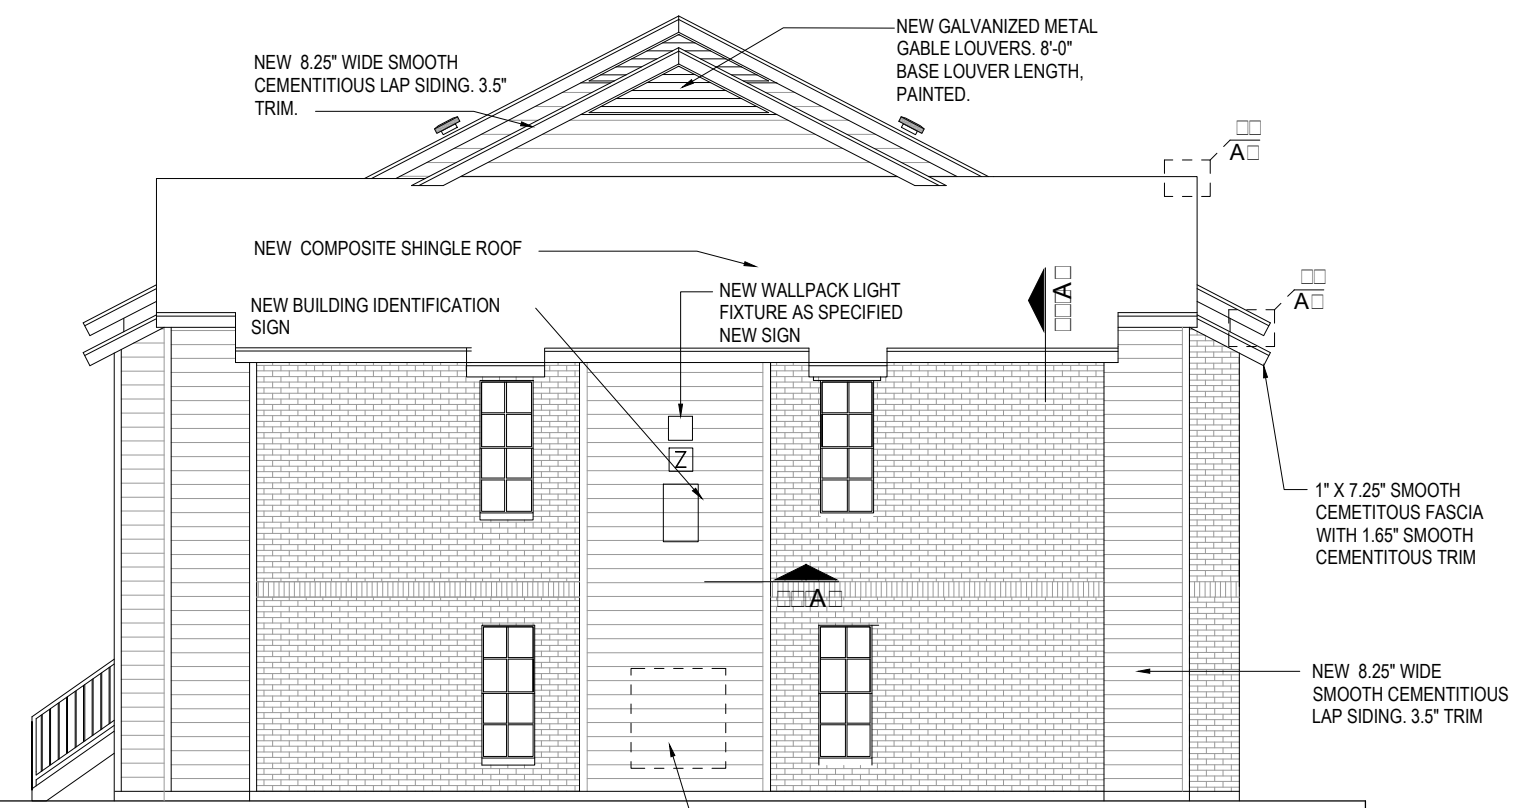 NEW GALVANIZED METAL
GABLE LOUVERS. 8'-0"
BASE LOUVER LENGTH,
PAINTED.
NEW 8.25" WIDE SMOOTH
CEMENTITIOUS LAP SIDING. 3.5"
TRIM.
A
NEW COMPOSITE SHINGLE ROOF
A
A
NEW BUILDING IDENTIFICATION
SIGN
NEW WALLPACK LIGHT
FIXTURE AS SPECIFIED
NEW SIGN
Z
1" X 7.25" SMOOTH
CEMETITOUS FASCIA
WITH 1.65" SMOOTH
CEMENTITOUS TRIM
A
NEW 8.25" WIDE
SMOOTH CEMENTITIOUS
LAP SIDING. 3.5" TRIM